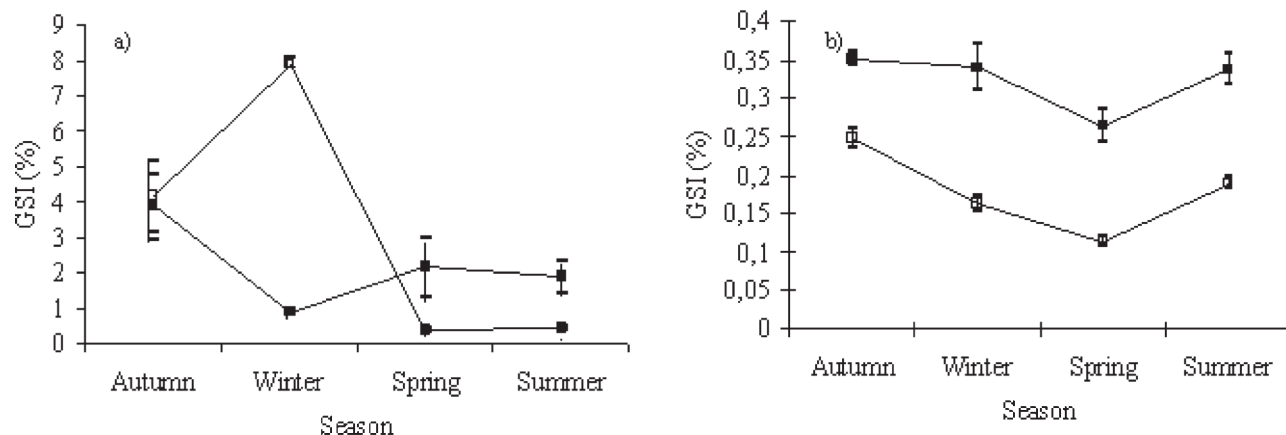 a)
GSI (%)
9
8
7
6
5
4
3
2
1
0
Autumn Winter Spring Summer
Season
b)
GSI (%)
0,4
0,35
0,3
0,25
0,2
0,15
0,1
0,05
0
Autumn Winter Spring Summer
Season